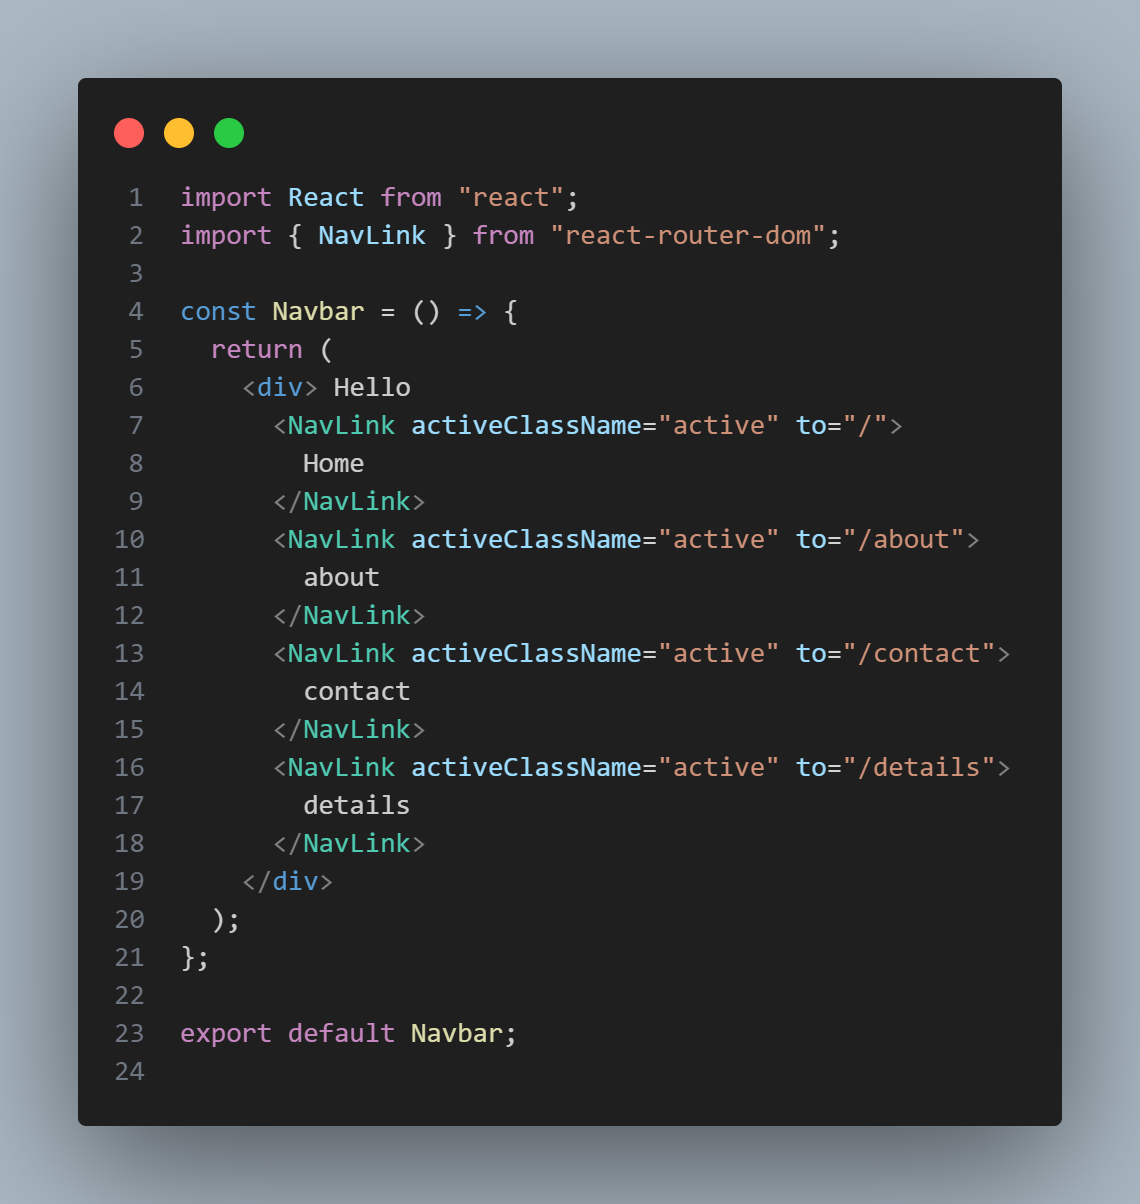 1 import React from "react";
2 import { NavLink } from "react-router-dom";
3
4 const Navbar = () => {
5   return (
6     <div> Hello
7       <NavLink activeClassName="active" to="/">
8         Home
9       </NavLink>
10       <NavLink activeClassName="active" to="/about">
11         about
12       </NavLink>
13       <NavLink activeClassName="active" to="/contact">
14         contact
15       </NavLink>
16       <NavLink activeClassName="active" to="/details">
17         details
18       </NavLink>
19     </div>
20   );
21 };
22
23 export default Navbar;
24